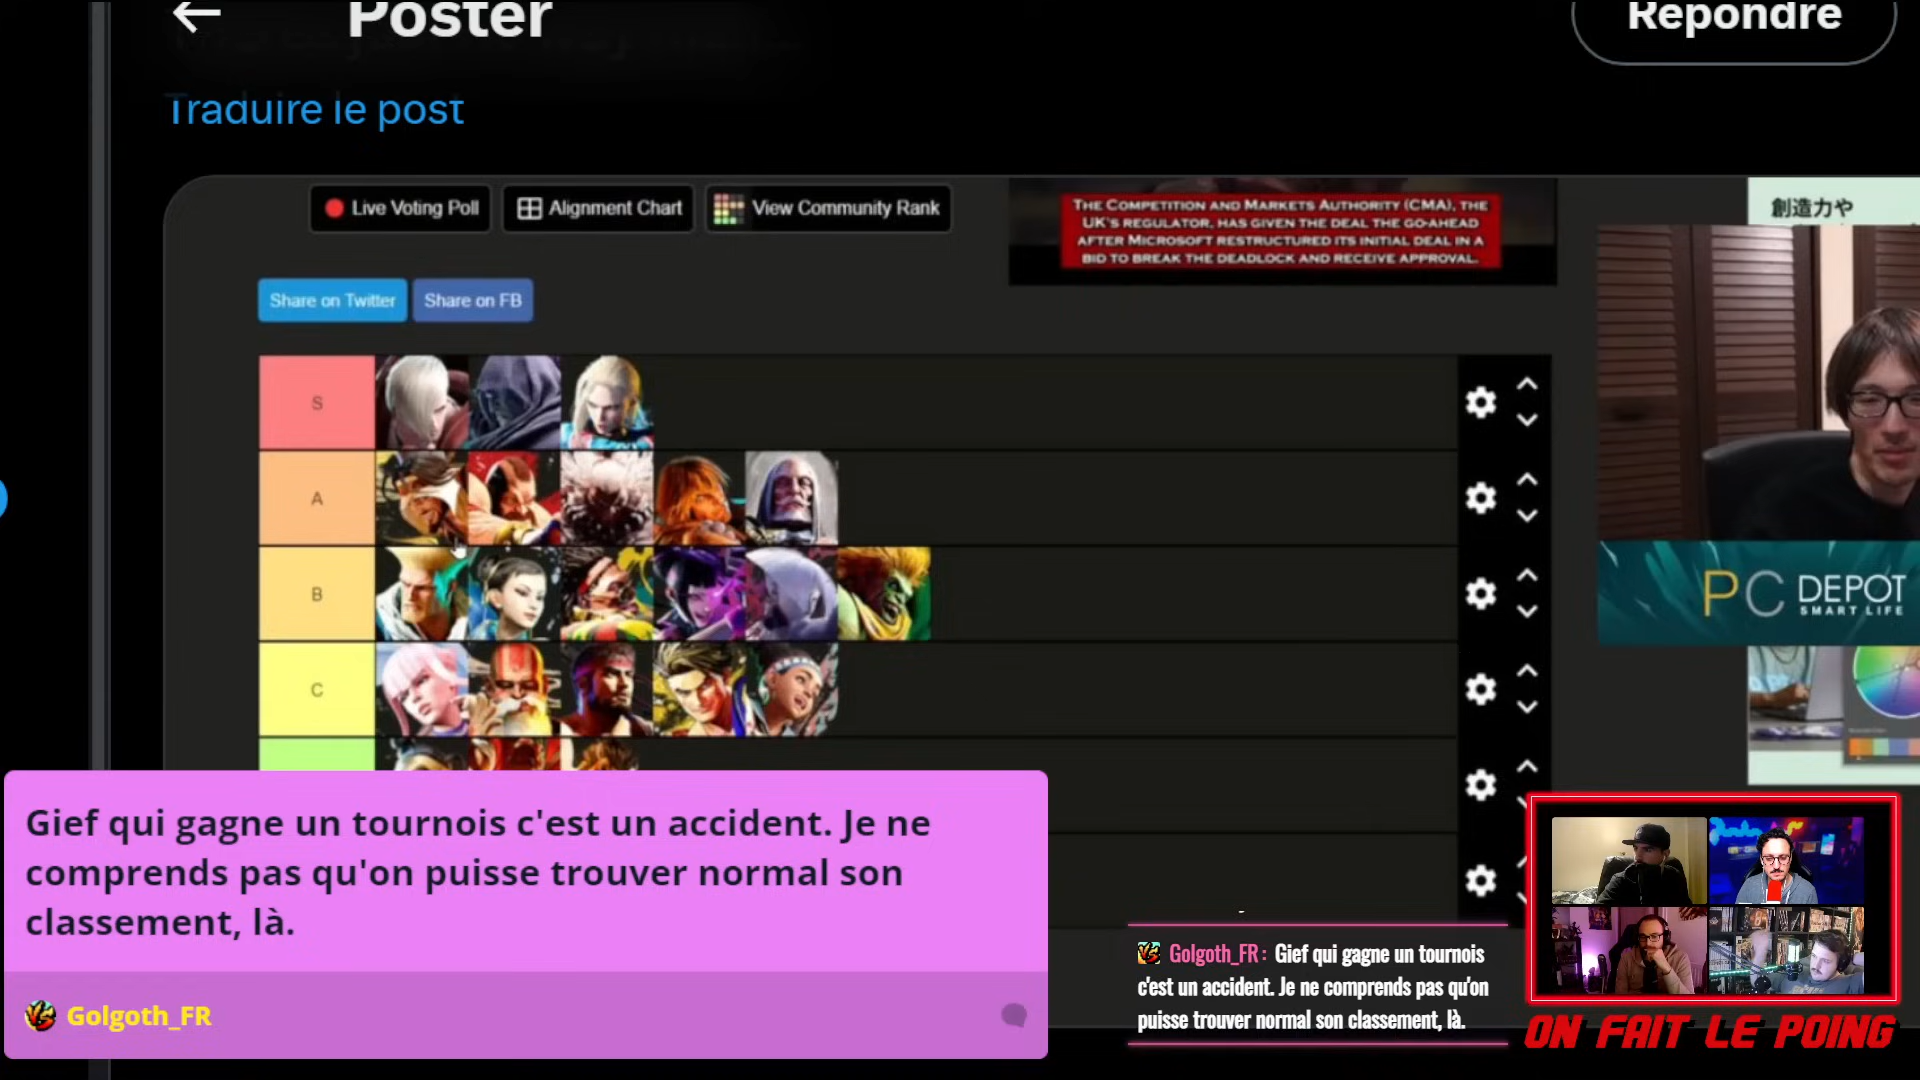 Poster
Répondre
Traduire le post
Live Voting Poll
Alignment Chart
View Community Rank
THE COMPETITION AND MARKETS AUTHORITY (CMA), THE
UK'S REGULATOR, HAS GIVEN THE DEAL THE GO-AHEAD
AFTER MICROSOFT RESTRUCTURED ITS INITIAL DEAL IN A
BID TO BREAK THE DEADLOCK AND RECEIVE APPROVAL.
創造力や
Share on Twitter
Share on FB
S
A
B
C
PC DEPOT
SMART LIFE
Gief qui gagne un tournois c'est un accident. Je ne
comprends pas qu'on puisse trouver normal son
classement, là.
Golgoth_FR
Golgoth_FR: Gief qui gagne un tournois
c'est un accident. Je ne comprends pas qu'on
puisse trouver normal son classement, là.
ON FAIT LE POING